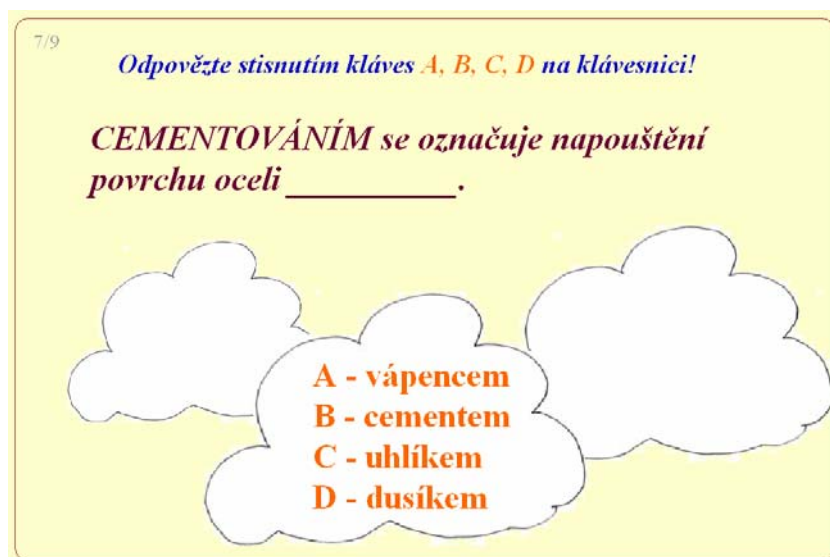 7/9
Odpovězte stisnutím kláves A, B, C, D na klávesnici!
CEMENTOVÁNÍM se označuje napouštění
povrchu oceli __________.
A - vápencem
B - cementem
C - uhlíkem
D - dusíkem